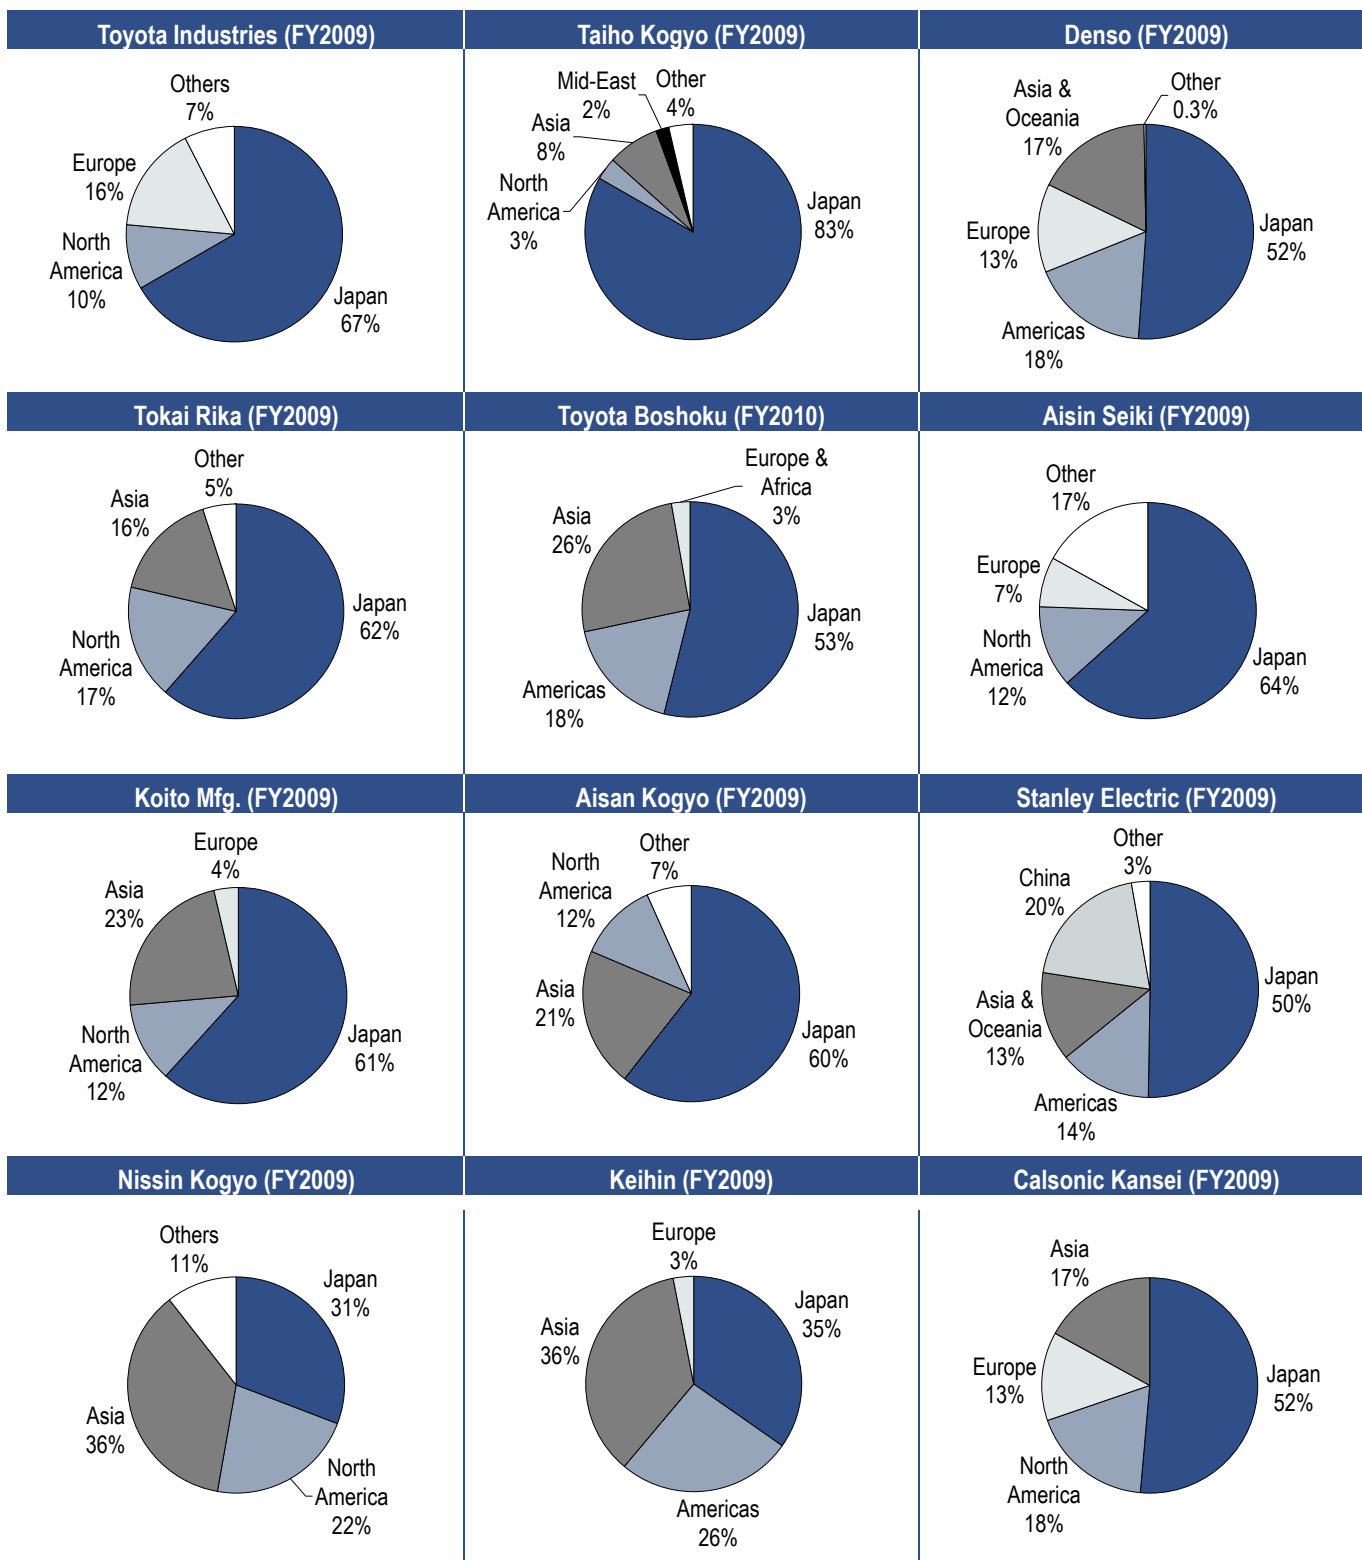 Toyota Industries (FY2009)
Others
7%
Europe
16%
North
America
10%
Japan
67%
Taiho Kogyo (FY2009)
Mid-East
2%
Other
4%
Asia
8%
North
America
3%
Japan
83%
Denso (FY2009)
Asia &
Oceania
17%
Other
0.3%
Europe
13%
Japan
52%
Americas
18%
Tokai Rika (FY2009)
Other
5%
Asia
16%
Japan
62%
North
America
17%
Toyota Boshoku (FY2010)
Europe &
Africa
3%
Asia
26%
Japan
53%
Americas
18%
Aisin Seiki (FY2009)
Other
17%
Europe
7%
North
America
12%
Japan
64%
Koito Mfg. (FY2009)
Europe
4%
Asia
23%
North
America
12%
Japan
61%
Aisan Kogyo (FY2009)
Other
7%
North
America
12%
Asia
21%
Japan
60%
Stanley Electric (FY2009)
Other
3%
China
20%
Japan
50%
Asia &
Oceania
13%
Americas
14%
Nissin Kogyo (FY2009)
Others
11%
Japan
31%
Asia
36%
North
America
22%
Keihin (FY2009)
Europe
3%
Japan
35%
Asia
36%
Americas
26%
Calsonic Kansei (FY2009)
Asia
17%
Europe
13%
Japan
52%
North
America
18%